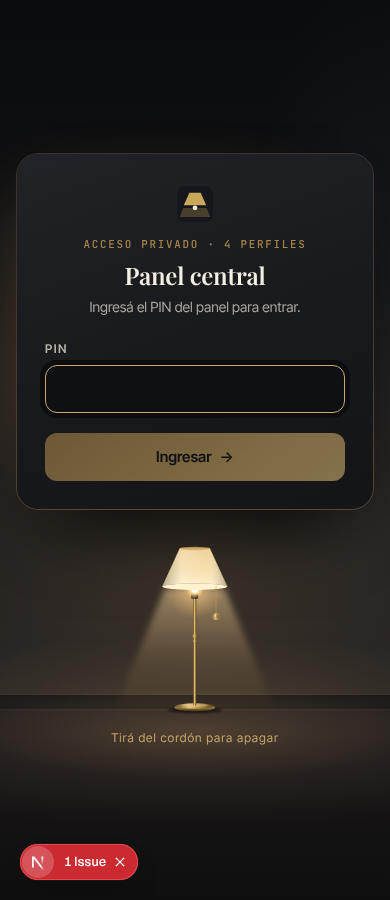 ACCESO PRIVADO · 4 PERFILES
Panel central
Ingresá el PIN del panel para entrar.
PIN
Ingresar →
Tirá del cordón para apagar
N 1 Issue ×